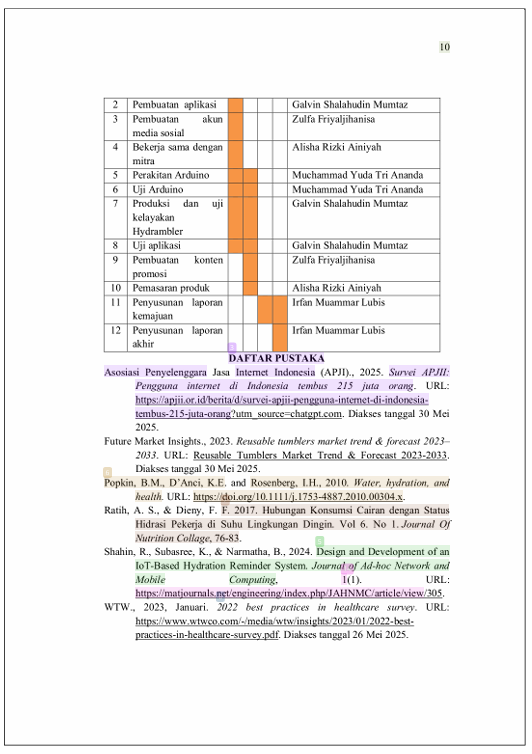 10
2 Pembuatan aplikasi Galvin Shalahudin Mumtaz
3 Pembuatan akun Zulfa Friyaljihanisa
media sosial
4 Bekerja sama dengan Alisha Rizki Ainiyah
mitra
5 Perakitan Arduino Muchammad Yuda Tri Ananda
6 Uji Arduino Muchammad Yuda Tri Ananda
7 Produksi dan uji Galvin Shalahudin Mumtaz
kelayakan
Hydrambler
8 Uji aplikasi Galvin Shalahudin Mumtaz
9 Pembuatan konten Zulfa Friyaljihanisa
promosi
10 Pemasaran produk Alisha Rizki Ainiyah
11 Penyusunan laporan Irfan Muammar Lubis
kemajuan
12 Penyusunan laporan Irfan Muammar Lubis
akhir
DAFTAR PUSTAKA
Asosiasi Penyelenggara Jasa Internet Indonesia (APJI)., 2025. Survei APJII:
Pengguna internet di Indonesia tembus 215 juta orang. URL:
https://apjii.or.id/berita/d/survei-apjii-pengguna-internet-di-indonesia-
tembus-215-juta-orang?utm_source=chatgpt.com. Diakses tanggal 30 Mei
2025.
Future Market Insights., 2023. Reusable tumblers market trend & forecast 2023–
2033. URL: Reusable Tumblers Market Trend & Forecast 2023-2033.
Diakses tanggal 30 Mei 2025.
Popkin, B.M., D’Anci, K.E. and Rosenberg, I.H., 2010. Water, hydration, and
health. URL: https://doi.org/10.1111/j.1753-4887.2010.00304.x.
Ratih, A. S., & Dieny, F. F. 2017. Hubungan Konsumsi Cairan dengan Status
Hidrasi Pekerja di Suhu Lingkungan Dingin. Vol 6. No 1. Journal Of
Nutrition Collage, 76-83.
Shahin, R., Subasree, K., & Narmatha, B., 2024. Design and Development of an
IoT-Based Hydration Reminder System. Journal of Ad-hoc Network and
Mobile Computing, 1(1). URL:
https://matjournals.net/engineering/index.php/JAHNMC/article/view/305.
WTW., 2023, Januari. 2022 best practices in healthcare survey. URL:
https://www.wtwco.com/-/media/wtw/insights/2023/01/2022-best-
practices-in-healthcare-survey.pdf. Diakses tanggal 26 Mei 2025.